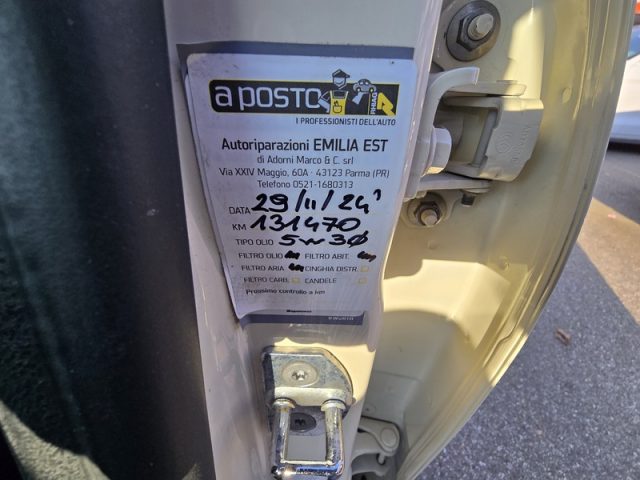 a posto
I PROFESSIONISTI DELL'AUTO
Autoriparazioni EMILIA EST
di Adorni Marco & C. srl
Via XXIV Maggio, 60A - 43123 Parma (PR)
Telefono 0521-1680313
DATA 29/11/24
KM 131470
TIPO OLIO 5w30
FILTRO OLIO FILTRO ABIT.
FILTRO ARIA CINGHIA DISTR.
FILTRO CARB. CANDELE
Prossimo controllo a km